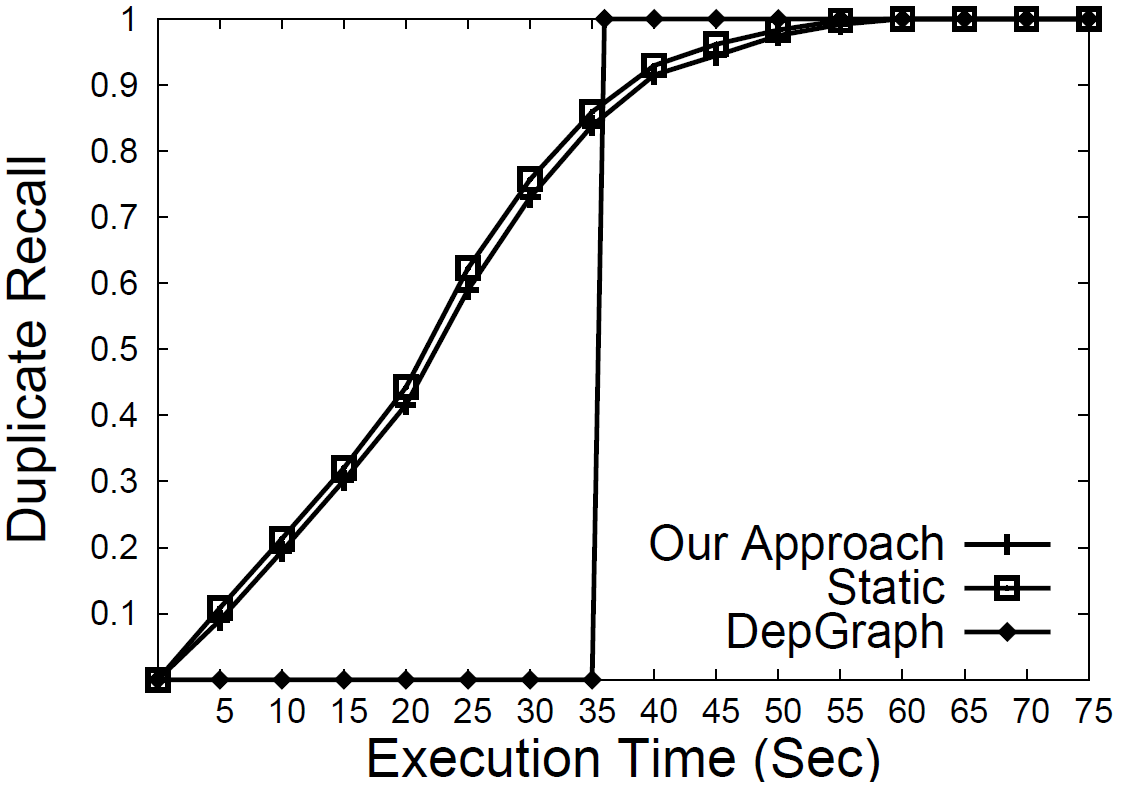 Duplicate Recall
1
0.9
0.8
0.7
0.6
0.5
0.4
0.3
0.2
0.1
Our Approach
Static
DepGraph
5 10 15 20 25 30 35 40 45 50 55 60 65 70 75
Execution Time (Sec)